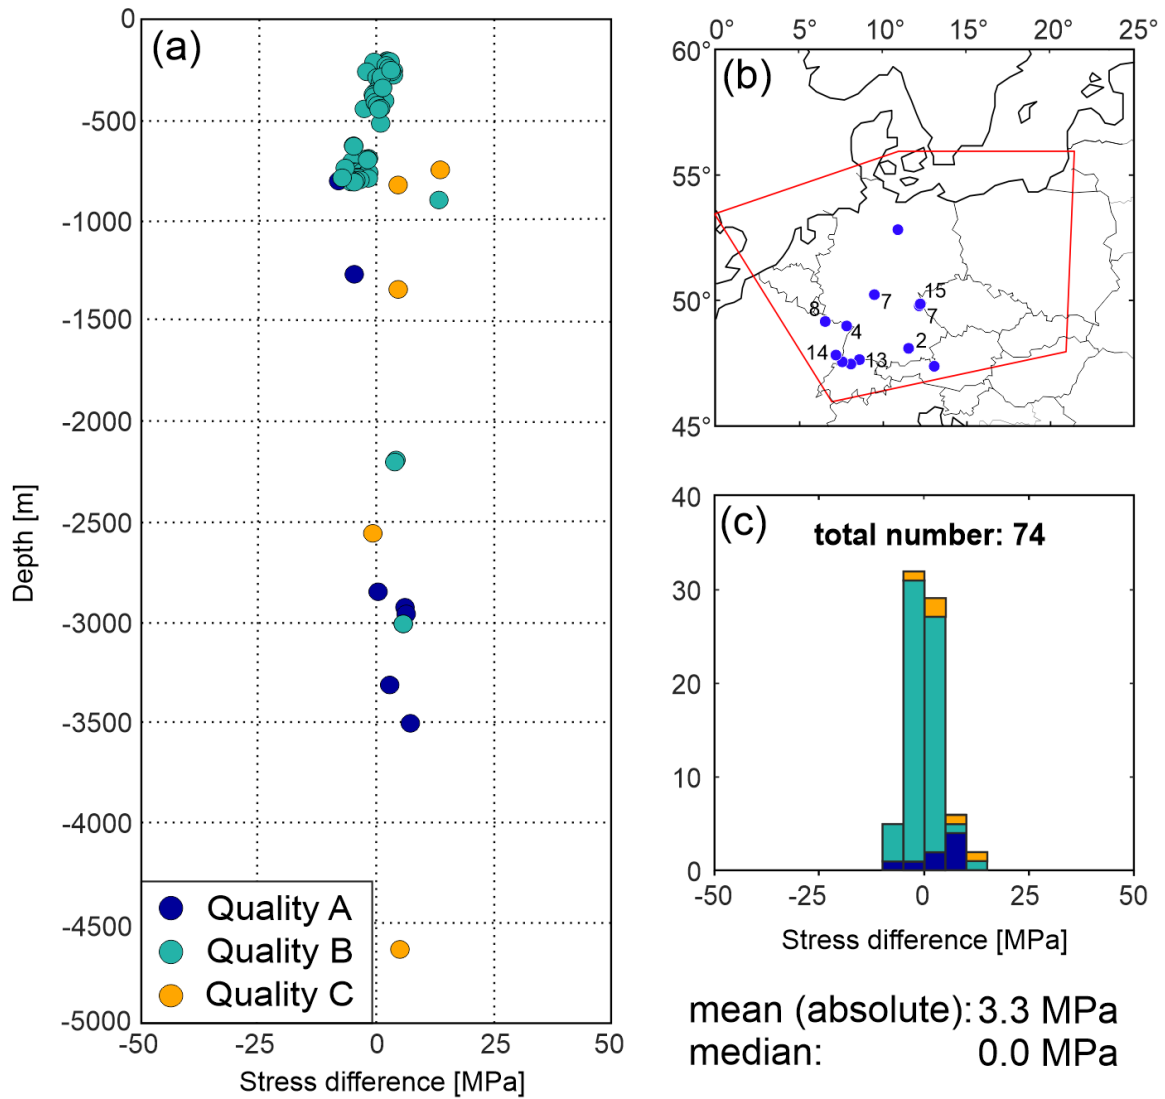 (a)
0
-500
-1000
-1500
-2000
-2500
-3000
-3500
-4000
-4500
-5000
Depth [m]
Quality A
Quality B
Quality C
-50 -25 0 25 50
Stress difference [MPa]
0° 5° 10° 15° 20° 25°
(b)
60°
55°
50°
45°
15
7
7
8
4
2
14
13
(c)
total number: 74
40
30
20
10
0
-50 -25 0 25 50
Stress difference [MPa]
mean (absolute): 3.3 MPa
median: 0.0 MPa